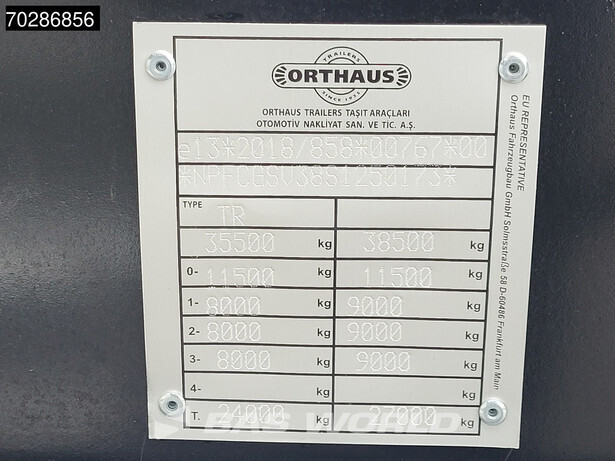 70286856
TRAILERS
ORTHAUS
SINCE 1955
ORTHAUS TRAILERS TAŞIT ARAÇLARI
OTOMOTİV NAKLİYAT SAN. VE TİC. A.Ş.
e13*2018/858*00767*00
TYPE TR
35500 kg 38500 kg
0- 11500 kg 11500 kg
1- 8000 kg 9000 kg
2- 8000 kg 9000 kg
3- 8000 kg 9000 kg
4- kg kg
T. 24000 kg 27000 kg
EU REPRESENTATIVE
Orthaus Fahrzeugbau GmbH Solmsstraße 58 D-60486 Frankfurt am Main
BAS WORLD